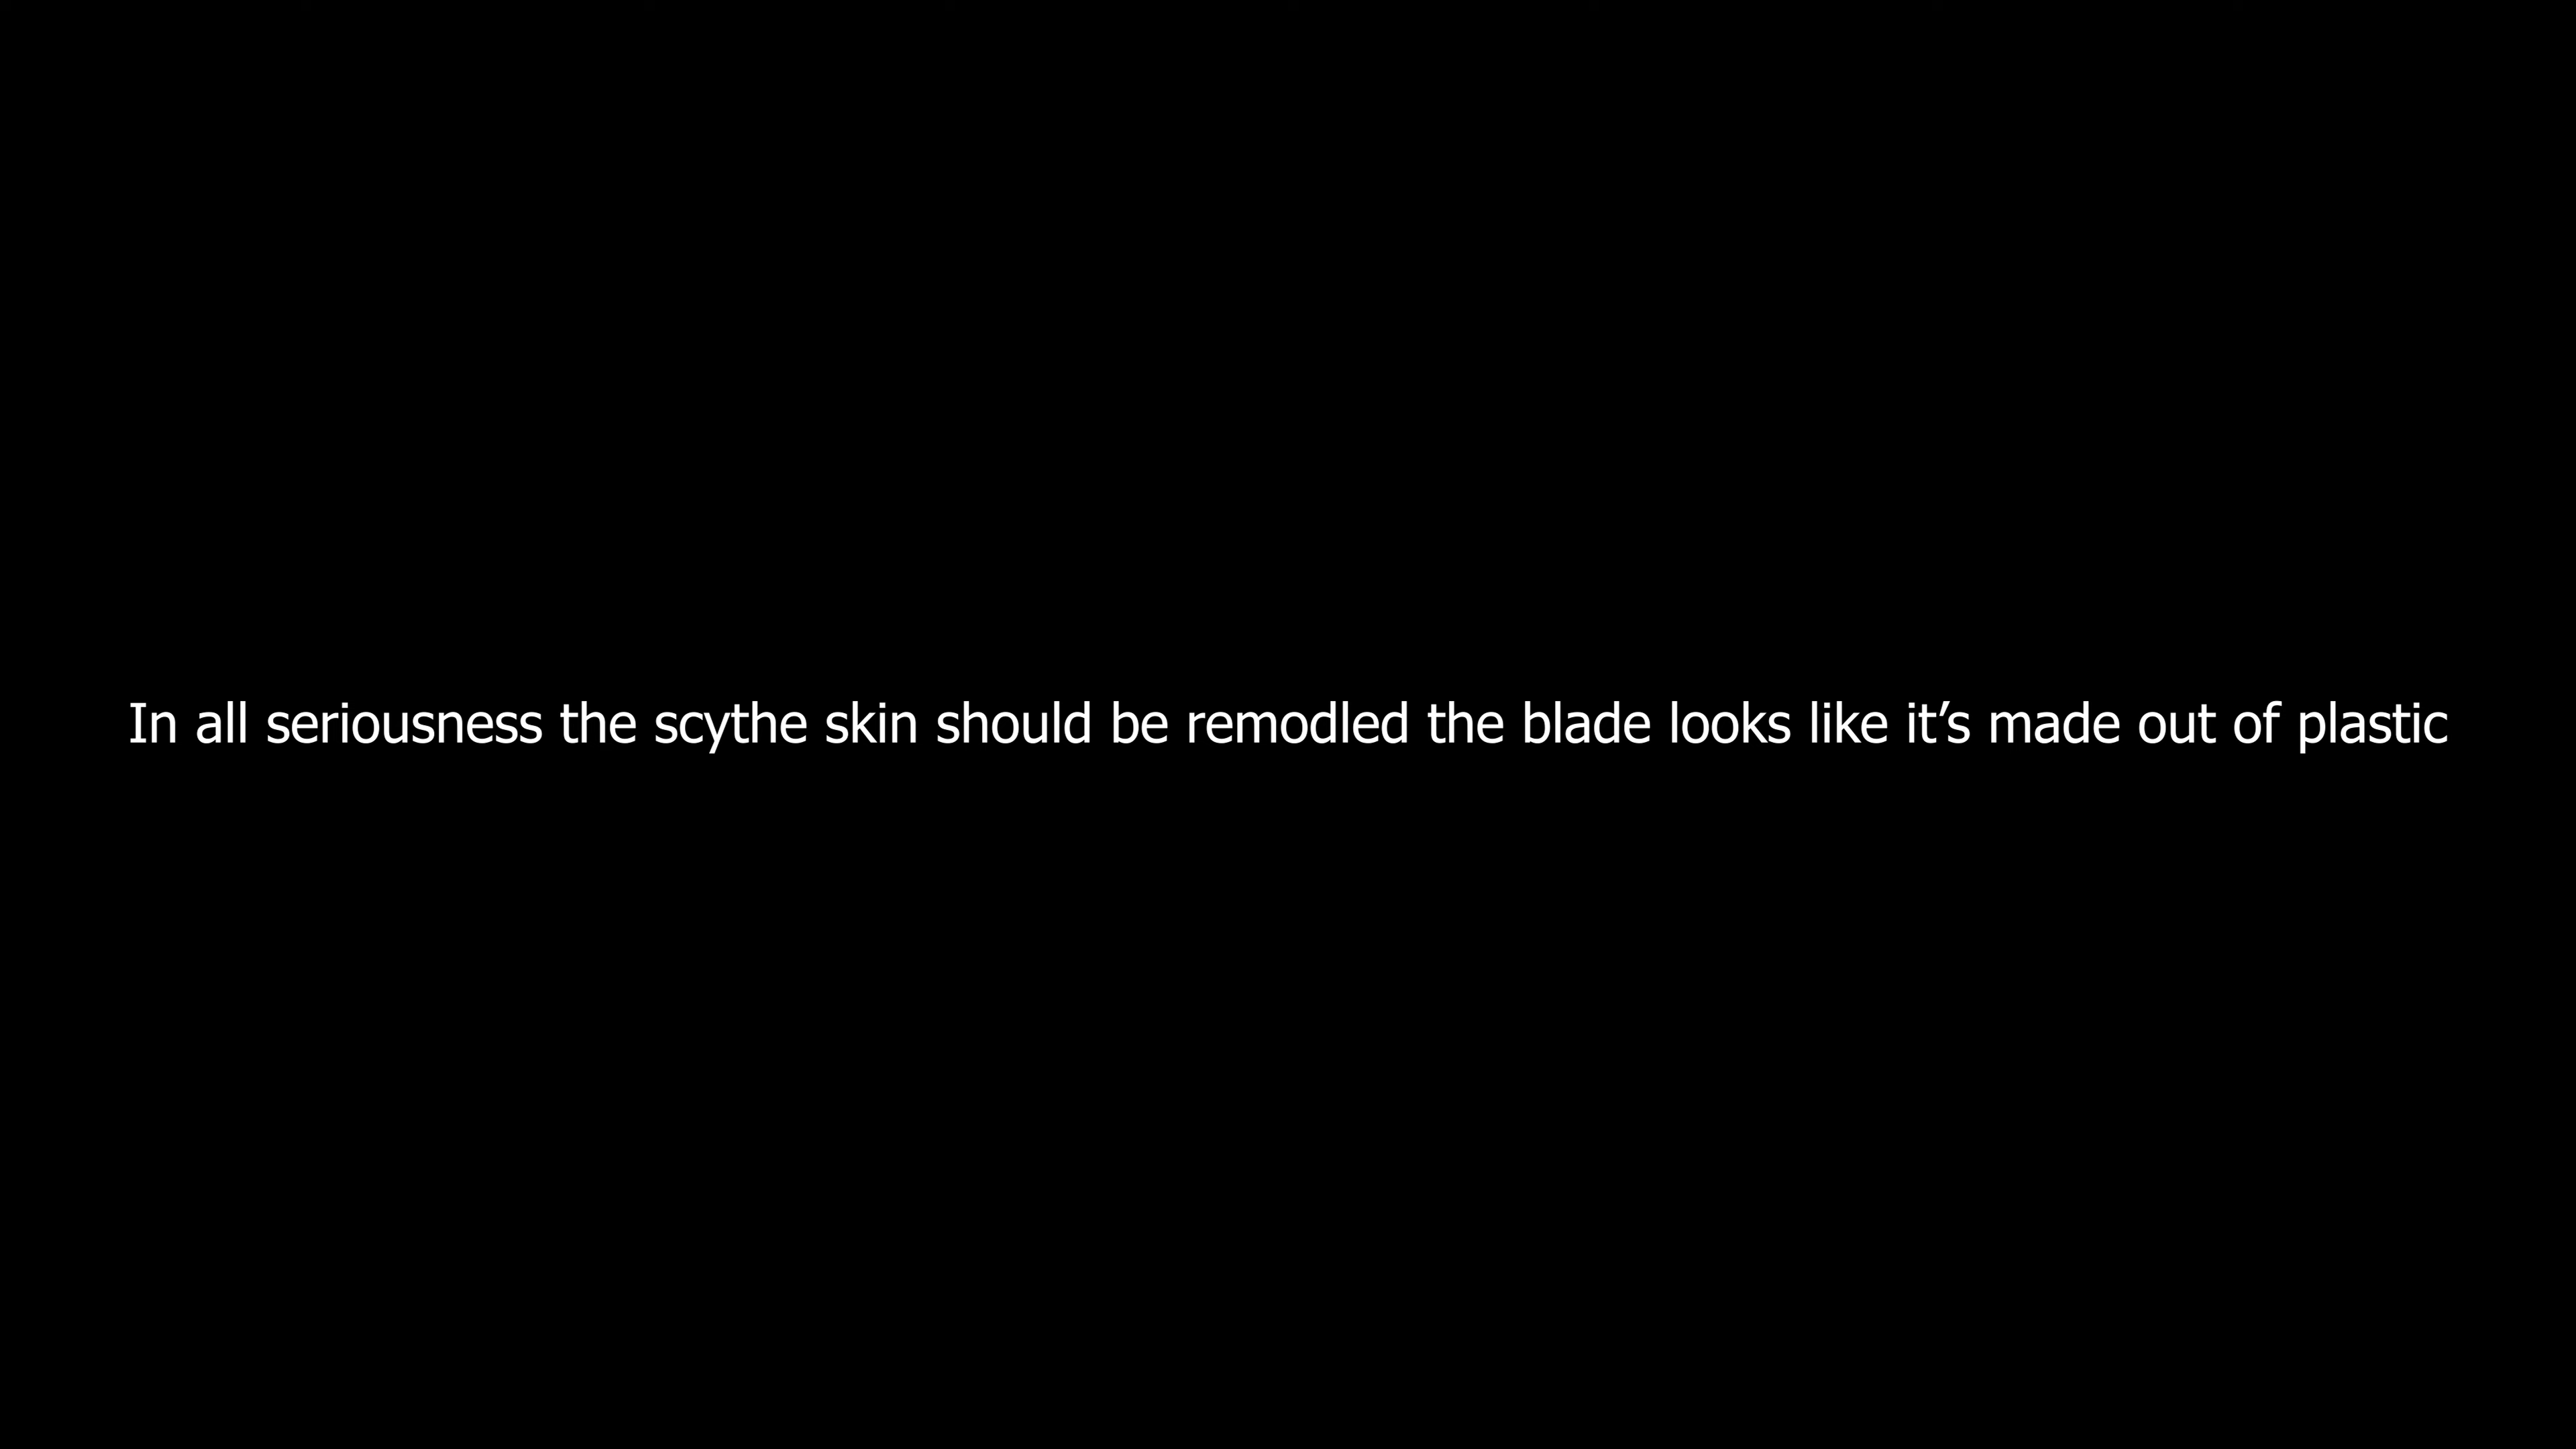 In all seriousness the scythe skin should be remodled the blade looks like it’s made out of plastic